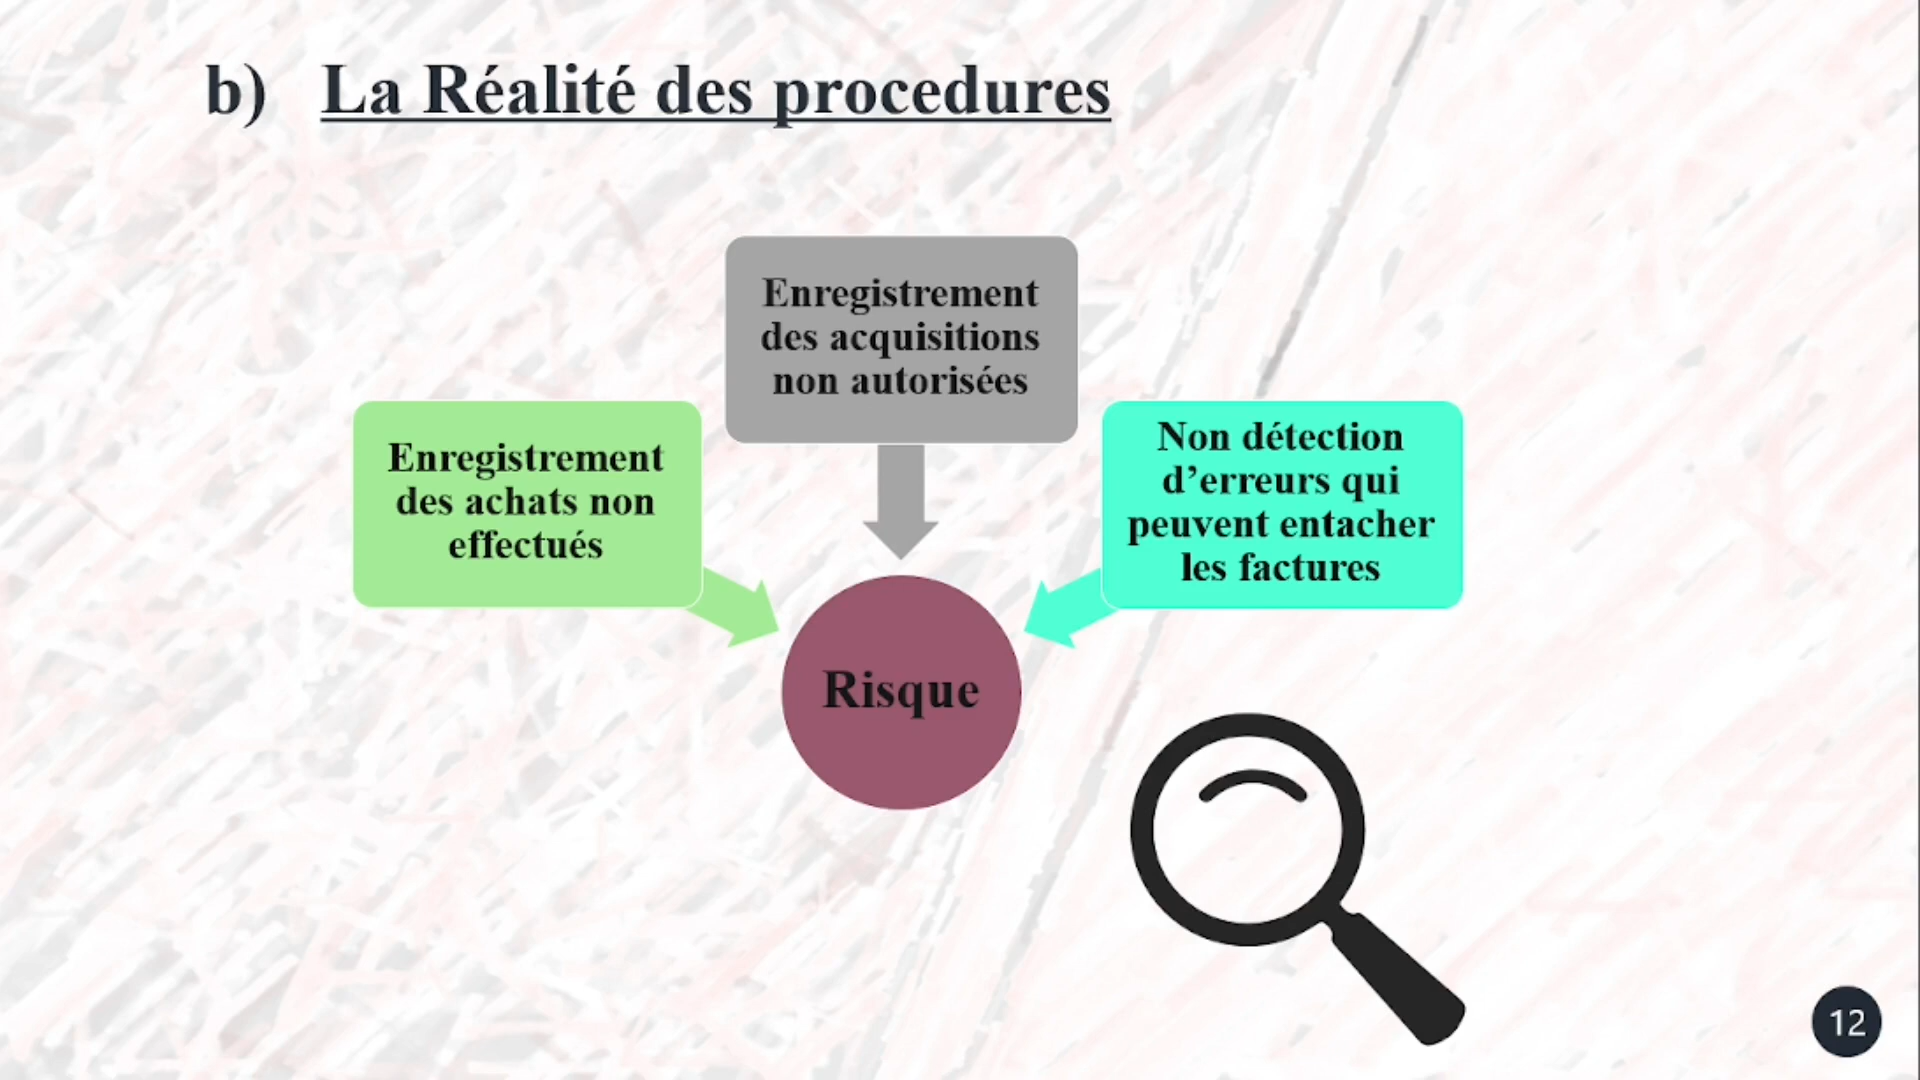 b) La Réalité des procedures
Enregistrement
des acquisitions
non autorisées
Enregistrement
des achats non
effectués
Non détection
d’erreurs qui
peuvent entacher
les factures
Risque
12